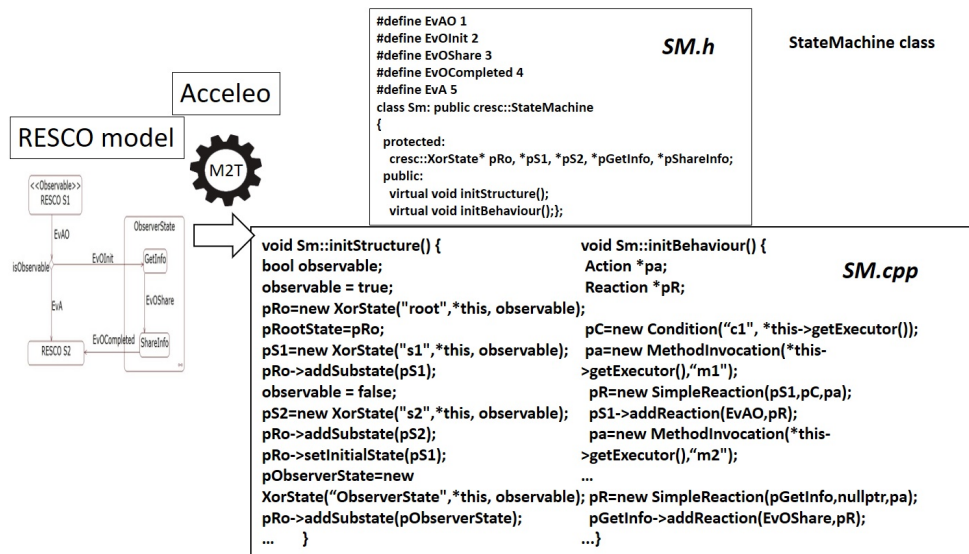 #define EvAO 1
#define EvOInit 2
#define EvOShare 3
#define EvOCompleted 4
#define EvA 5
class Sm: public cresc::StateMachine
{
protected:
cresc::XorState* pRo, *pS1, *pS2, *pGetInfo, *pShareInfo;
public:
virtual void initStructure();
virtual void initBehaviour();};
SM.h
StateMachine class
Acceleo
RESCO model
M2T
<<Observable>>
RESCO S1
EvAO
ObserverState
isObservable
EvOInit
GetInfo
EvA
EvOShare
EvOCompleted
RESCO S2
ShareInfo
void Sm::initStructure() {
bool observable;
observable = true;
pRo=new XorState("root",*this, observable);
pRootState=pRo;
pS1=new XorState("s1",*this, observable);
pRo->addSubstate(pS1);
observable = false;
pS2=new XorState("s2",*this, observable);
pRo->addSubstate(pS2);
pRo->setInitialState(pS1);
pObserverState=new
XorState(“ObserverState",*this, observable);
pRo->addSubstate(pObserverState);
... }
void Sm::initBehaviour() {
Action *pa;
Reaction *pR;
SM.cpp
pC=new Condition(“c1", *this->getExecutor());
pa=new MethodInvocation(*this-
>getExecutor(),“m1");
pR=new SimpleReaction(pS1,pC,pa);
pS1->addReaction(EvAO,pR);
pa=new MethodInvocation(*this-
>getExecutor(),“m2");
...
pR=new SimpleReaction(pGetInfo,nullptr,pa);
pGetInfo->addReaction(EvOShare,pR);
...}